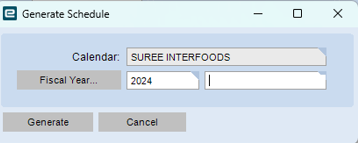 Generate Schedule
Calendar: SUREE INTERFOODS
Fiscal Year... 2024
Generate Cancel